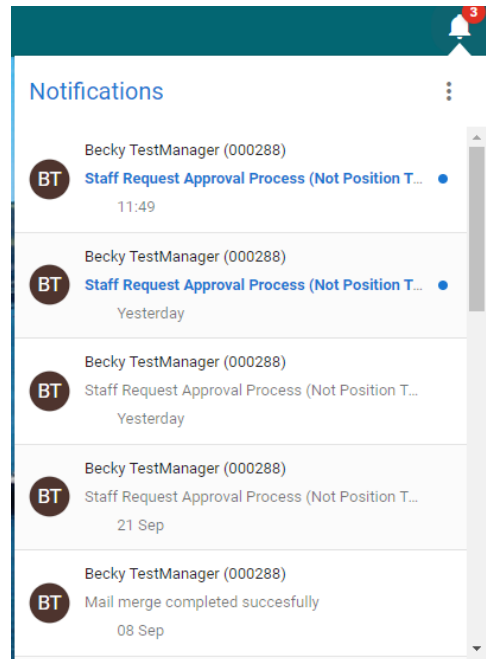 3
Notifications
Becky TestManager (000288)
BT
Staff Request Approval Process (Not Position T...
11:49
Becky TestManager (000288)
BT
Staff Request Approval Process (Not Position T...
Yesterday
Becky TestManager (000288)
BT
Staff Request Approval Process (Not Position T...
Yesterday
Becky TestManager (000288)
BT
Staff Request Approval Process (Not Position T...
21 Sep
Becky TestManager (000288)
BT
Mail merge completed succesfully
08 Sep